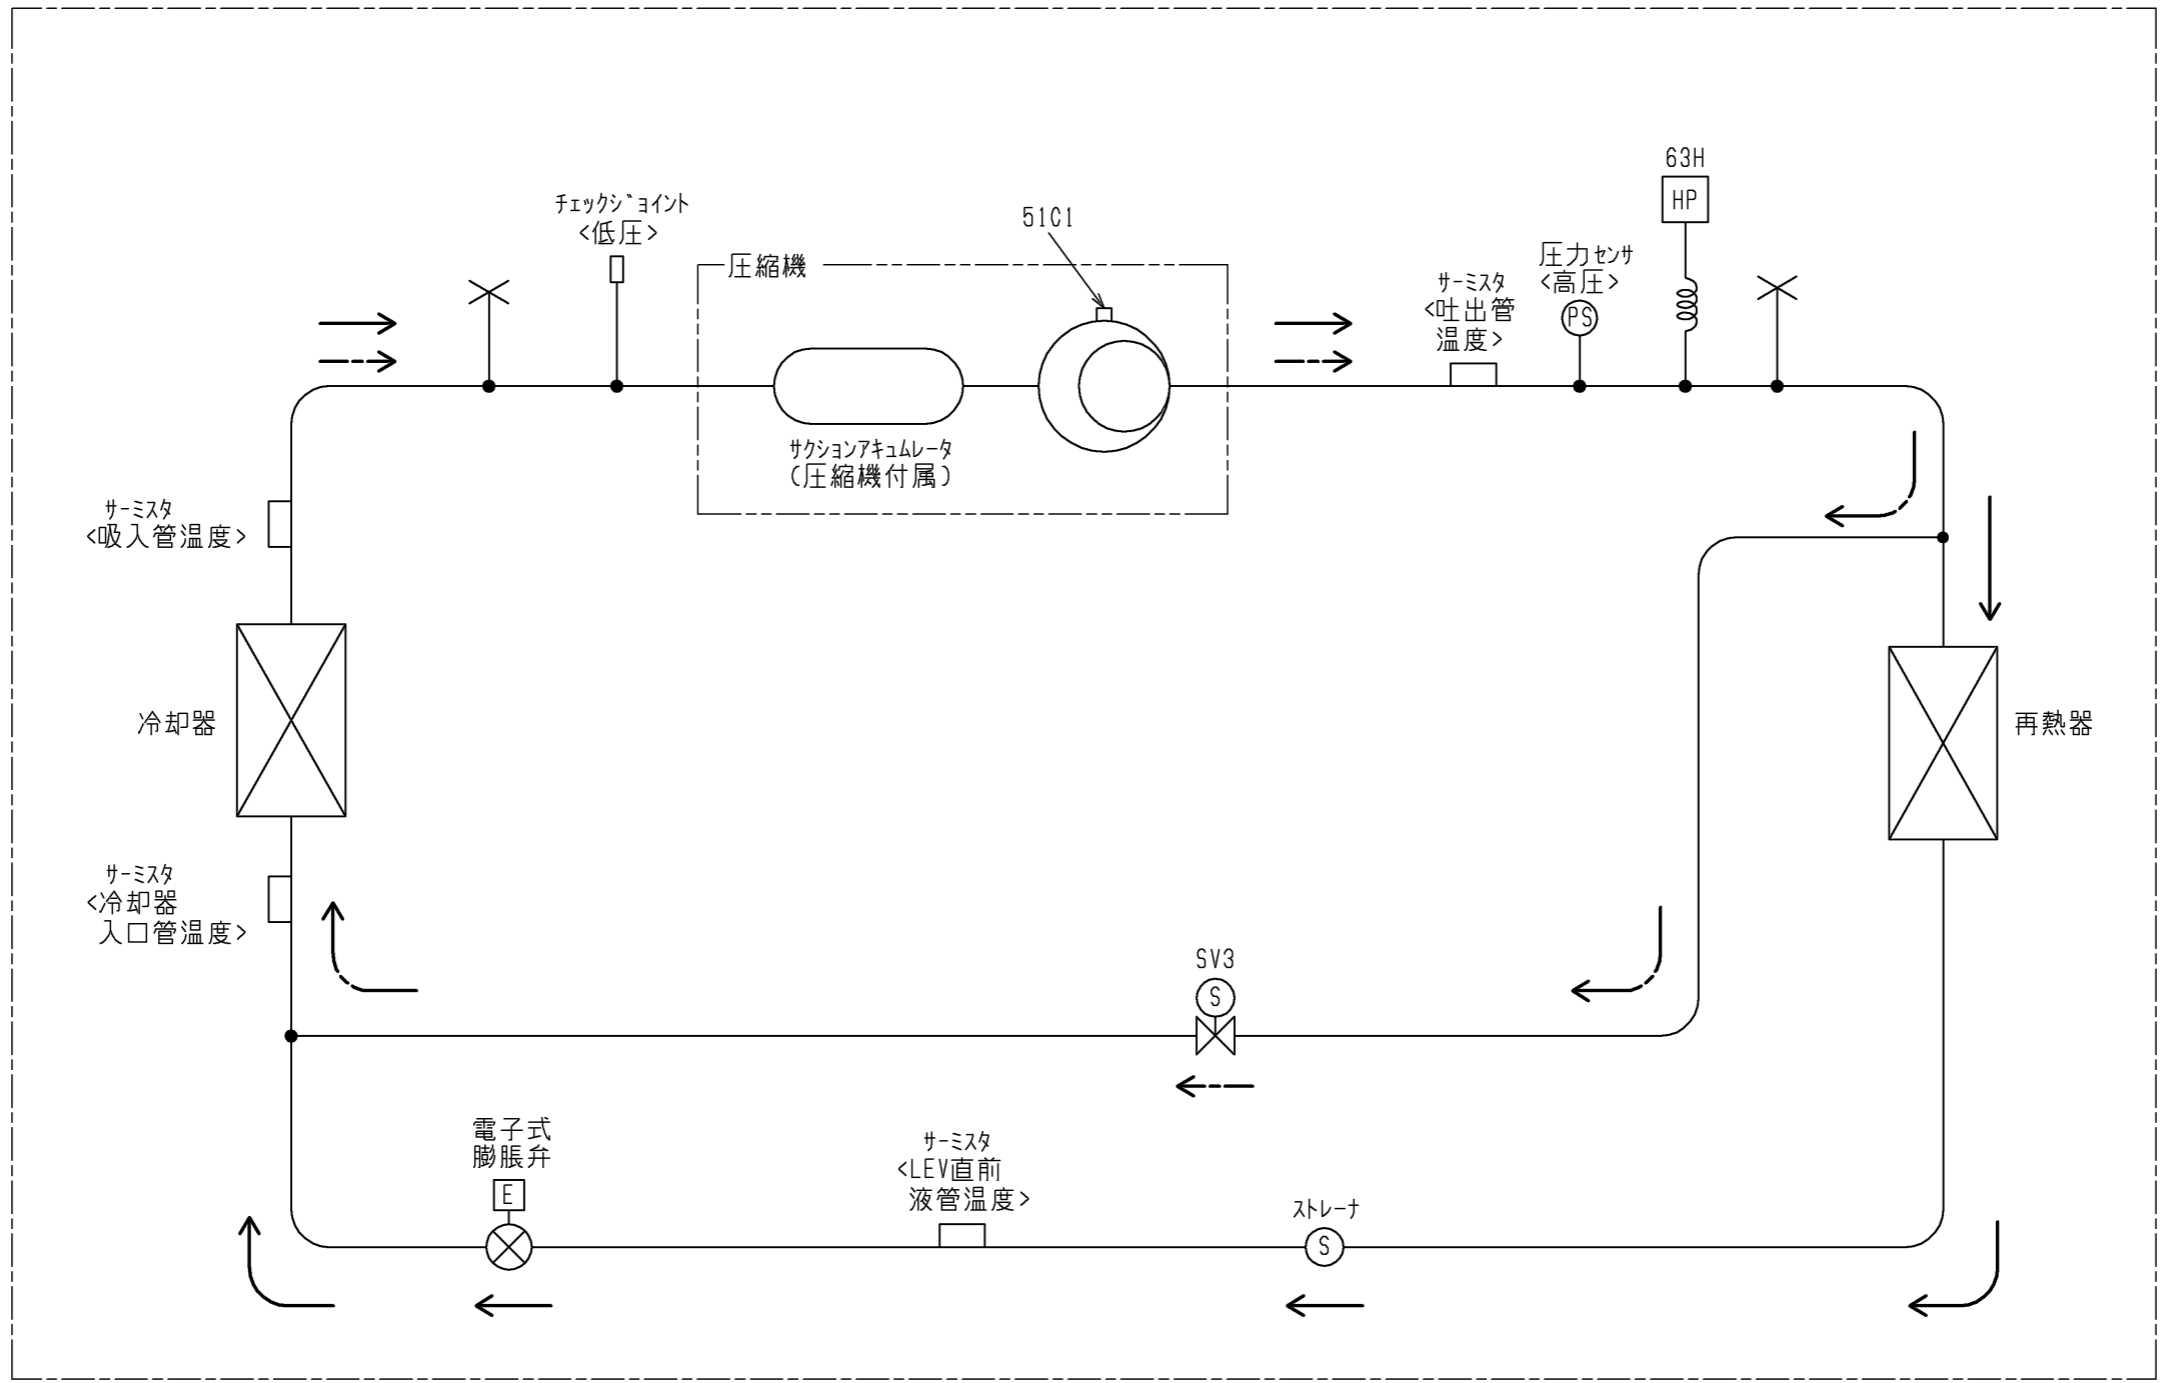 63H
HP
チェックジョイント
<低圧>
51C1
圧力センサ
<高圧>
PS
圧縮機
サーミスタ
<吐出管
温度>
サクションアキュムレータ
(圧縮機付属)
サーミスタ
<吸入管温度>
冷却器
再熱器
サーミスタ
<冷却器
入口管温度>
SV3
S
電子式
膨脹弁
E
サーミスタ
<LEV直前
液管温度>
ストレーナ
S